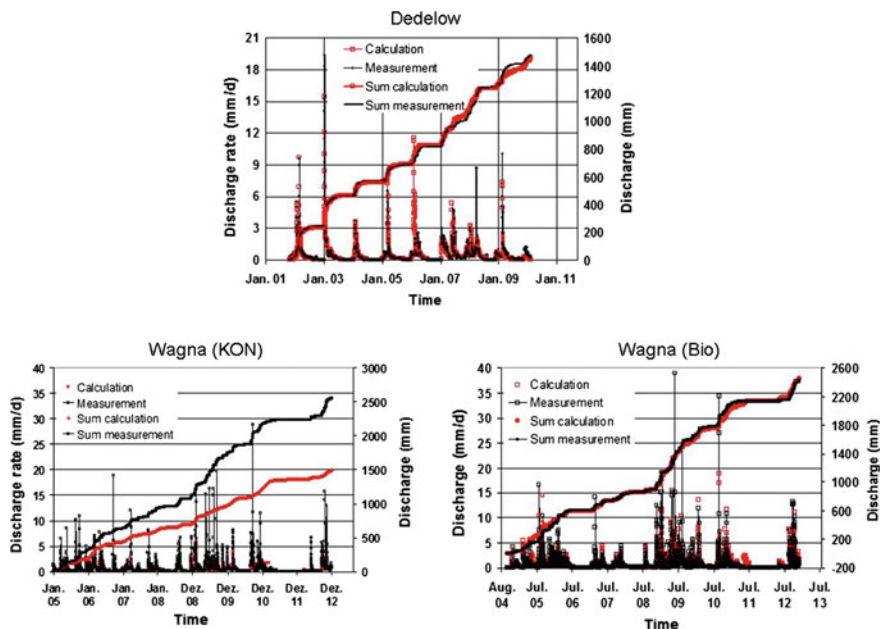 Dedelow
Discharge rate (mm/d)
21
18
15
12
9
6
3
0
Calculation
Measurement
Sum calculation
Sum measurement
1600
1400
1200
1000
800
600
400
200
0
Discharge (mm)
Jan. 01 Jan. 03 Jan. 05 Jan. 07 Jan. 09 Jan. 11
Time
Wagna (KON)
Discharge rate (mm/d)
40
35
30
25
20
15
10
5
0
Calculation
Measurement
Sum calculation
Sum measurement
3000
2500
2000
1500
1000
500
0
Discharge (mm)
Jan. Jan. Jan. Jan. Dez. Dez. Dez. Dez. Dez.
05 06 07 08 08 09 10 11 12
Time
Wagna (Bio)
Discharge rate (mm/d)
40
35
30
25
20
15
10
5
0
Calculation
Measurement
Sum calculation
Sum measurement
2600
2200
1800
1400
1000
600
200
-200
Discharge (mm)
Aug. Jul. Jul. Jul. Jul. Jul. Jul. Jul. Jul. Jul.
04 05 06 07 08 09 10 11 12 13
Time